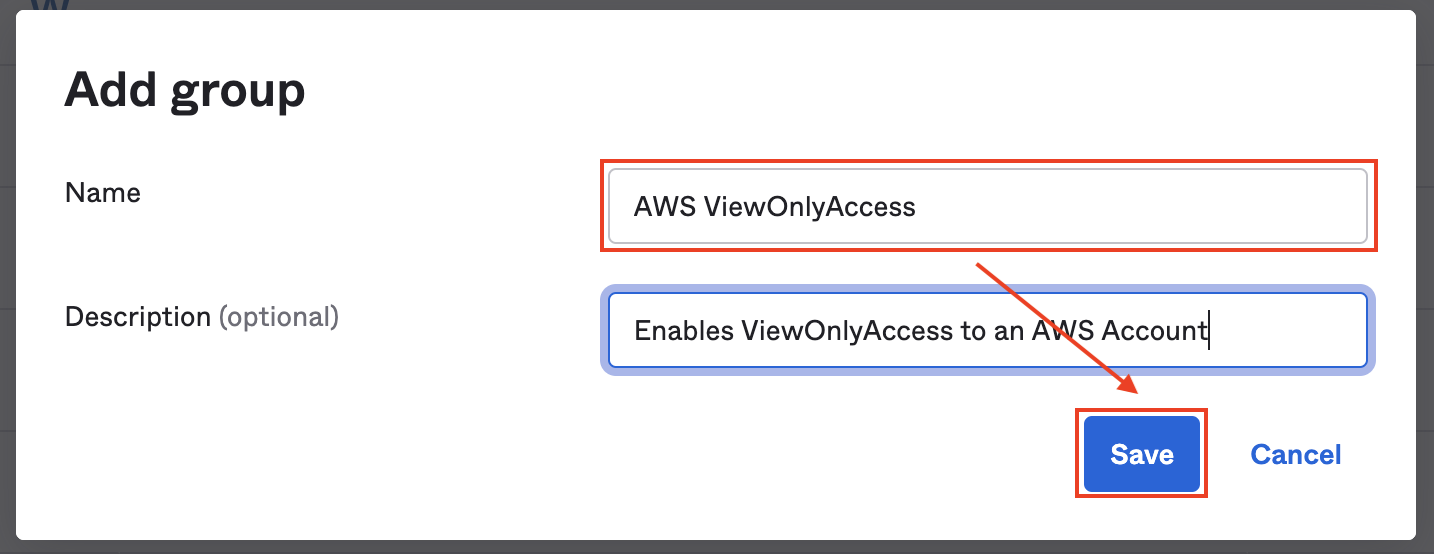 Add group
Name
AWS ViewOnlyAccess
Description (optional)
Enables ViewOnlyAccess to an AWS Account
Save
Cancel